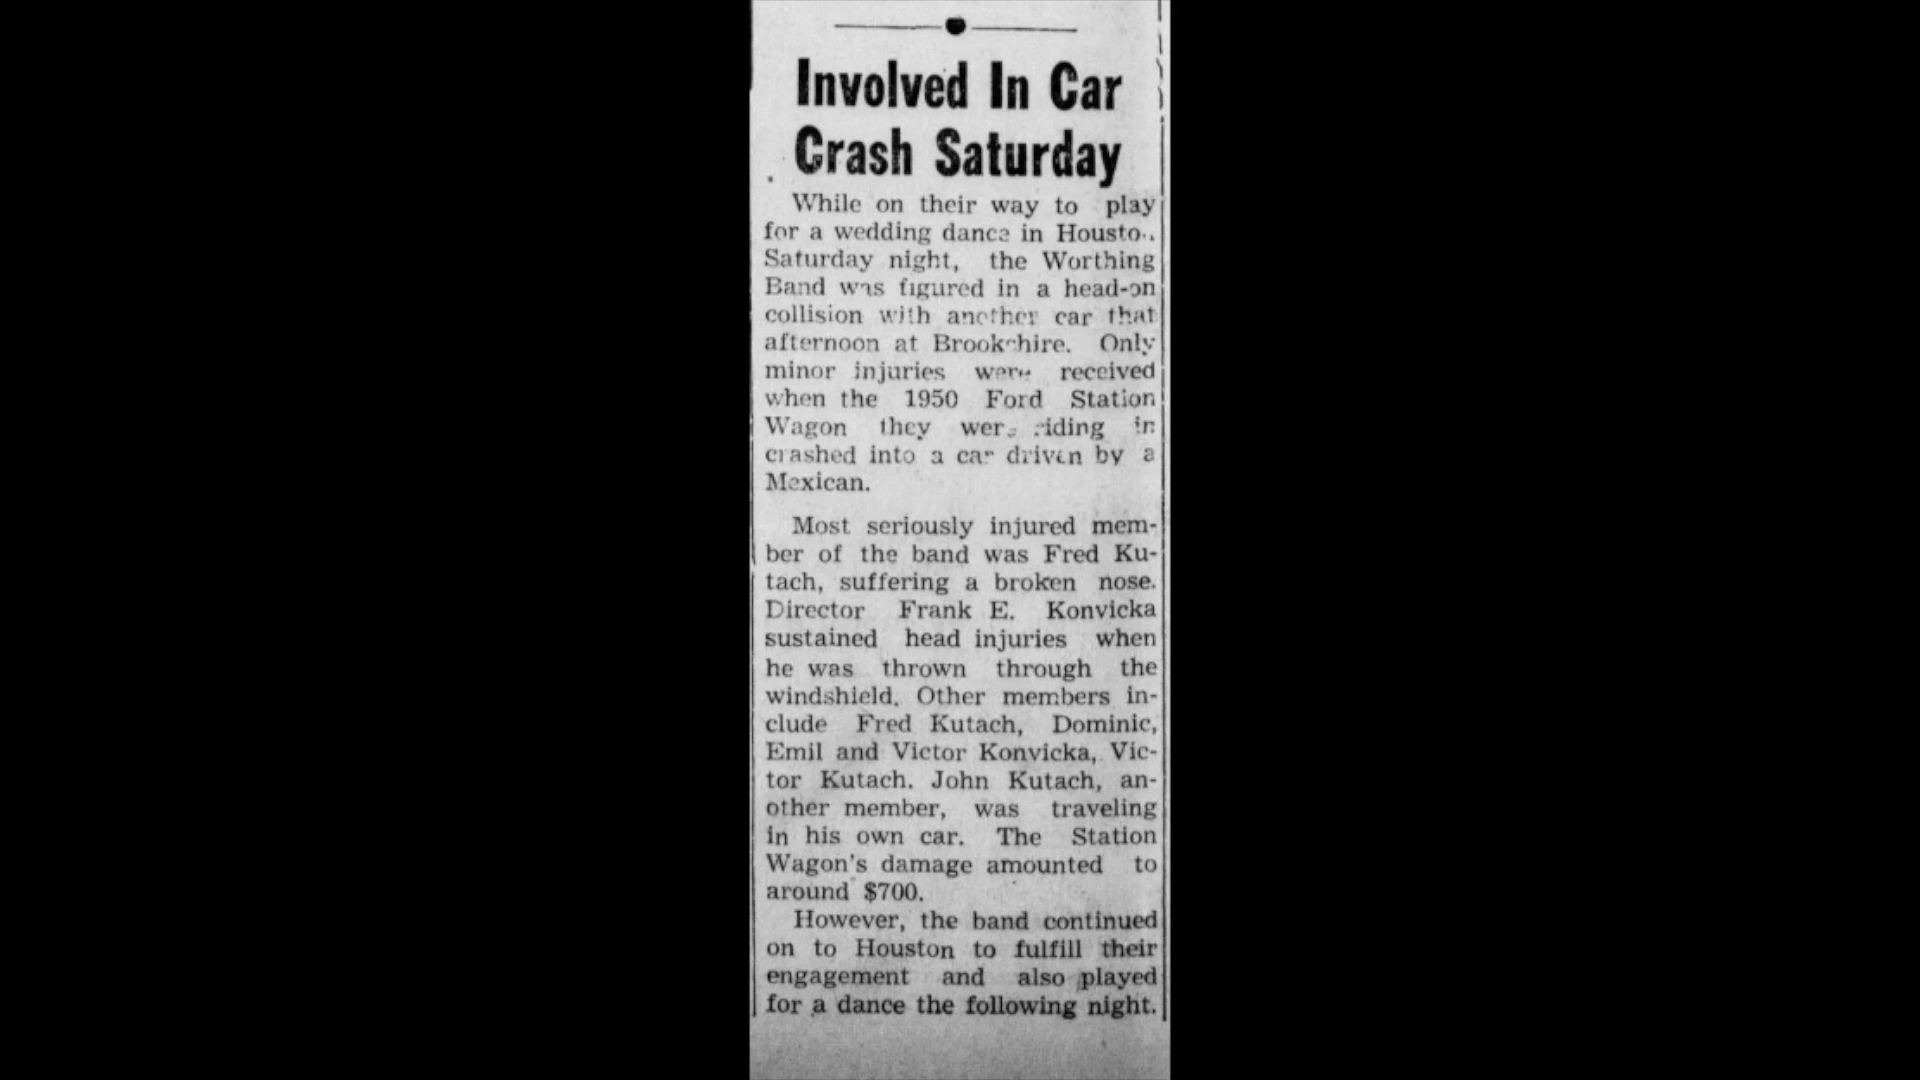 Involved In Car
Crash Saturday
While on their way to play
for a wedding dance in Housto..
Saturday night, the Worthing
Band was figured in a head-on
collision with another car that
afternoon at Brookshire. Only
minor injuries were received
when the 1950 Ford Station
Wagon they were riding in
crashed into a car driven by a
Mexican.
Most seriously injured mem-
ber of the band was Fred Ku-
tach, suffering a broken nose.
Director Frank E. Konvicka
sustained head injuries when
he was thrown through the
windshield. Other members in-
clude Fred Kutach, Dominic,
Emil and Victor Konvicka, Vic-
tor Kutach. John Kutach, an-
other member, was traveling
in his own car. The Station
Wagon's damage amounted to
around $700.
However, the band continued
on to Houston to fulfill their
engagement and also played
for a dance the following night.